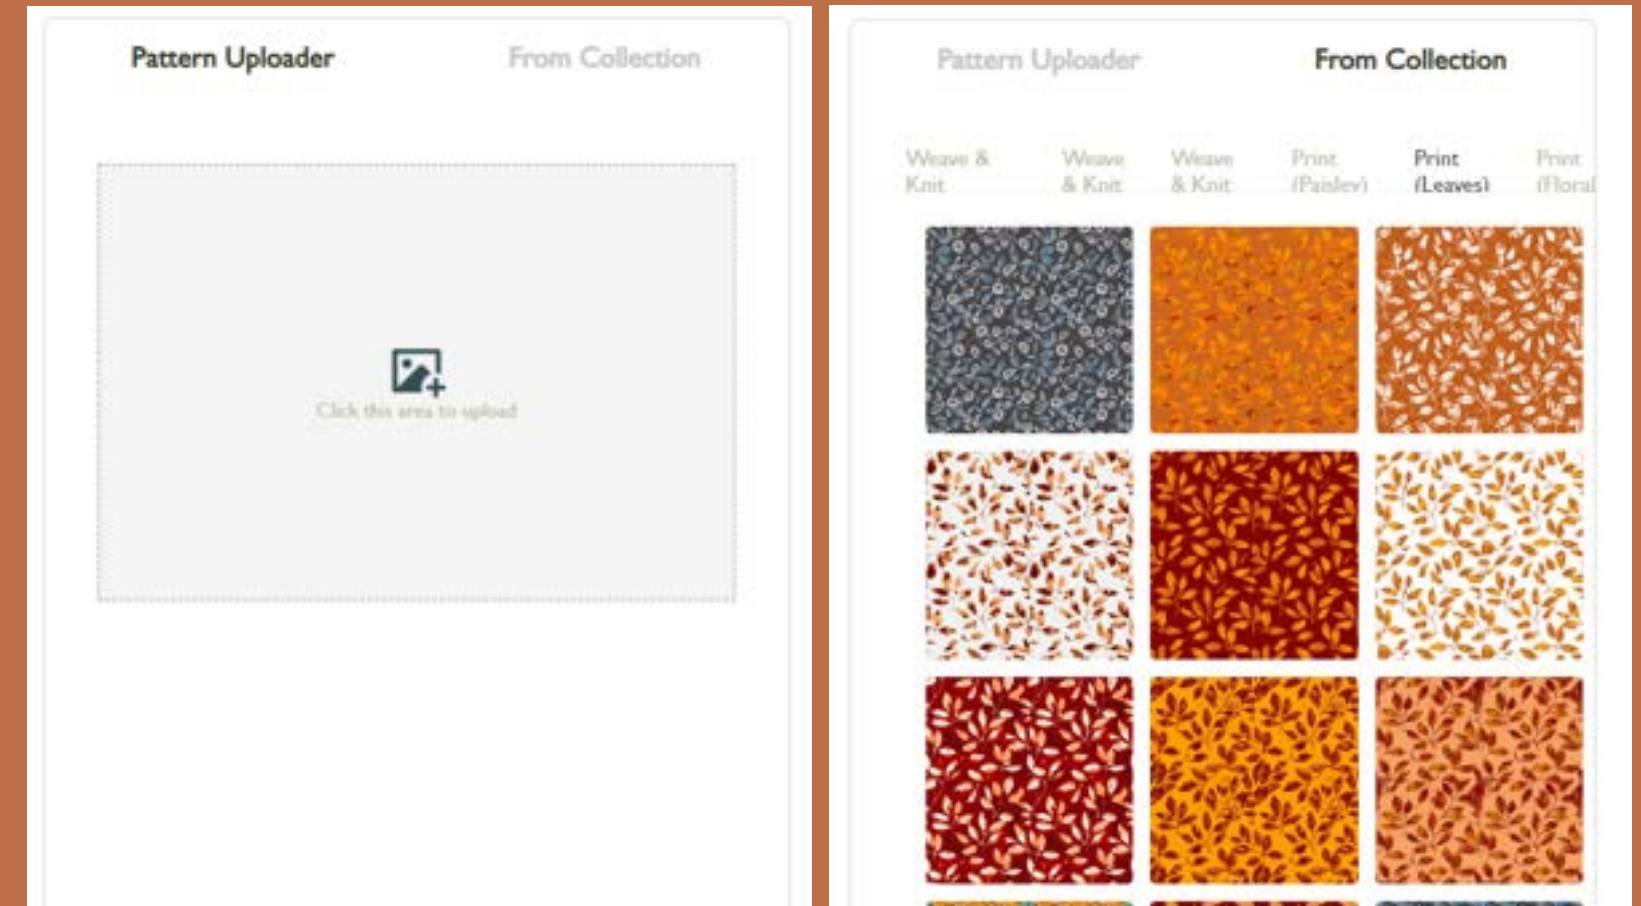 Pattern Uploader From Collection
Click this area to upload
Pattern Uploader From Collection
Weave & Knit
Weave & Knit
Weave & Knit
Print (Paisley)
Print (Leaves)
Print (Floral